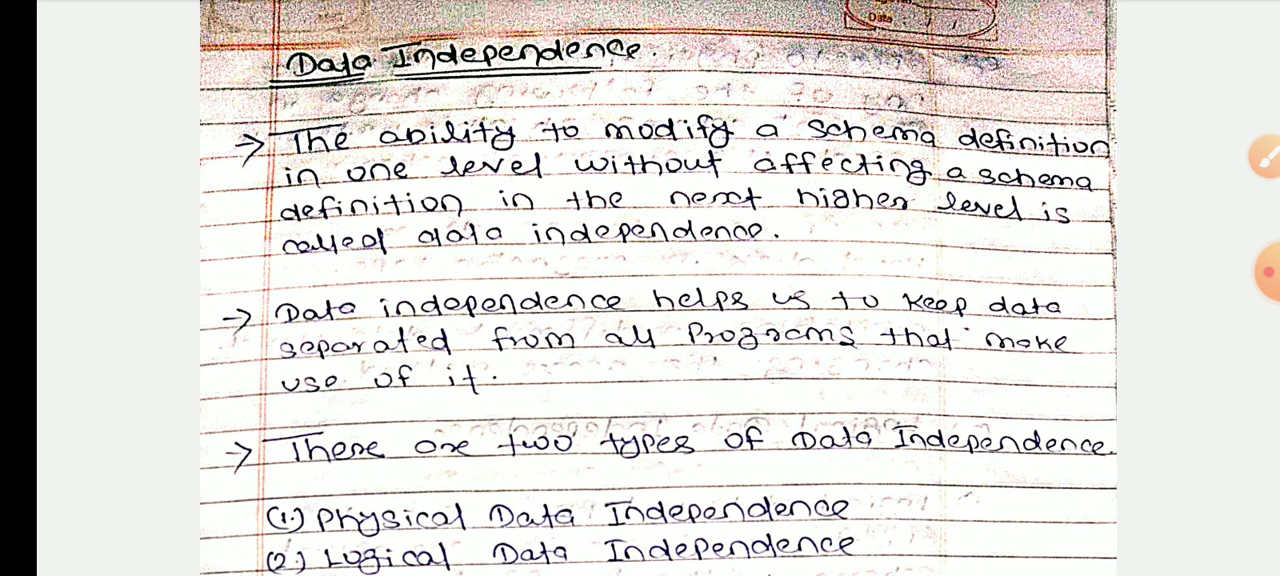 Date
Data Independence.
→ The ability to modify a schema definition
in one level without affecting a schema
definition in the next higher level is
called data independence.
→ Data independence helps us to keep data
separated from all Programs that make
use of it.
→ There are two types of Data Independence.
(1.) Physical Data Independence
(2.) Logical Data Independence